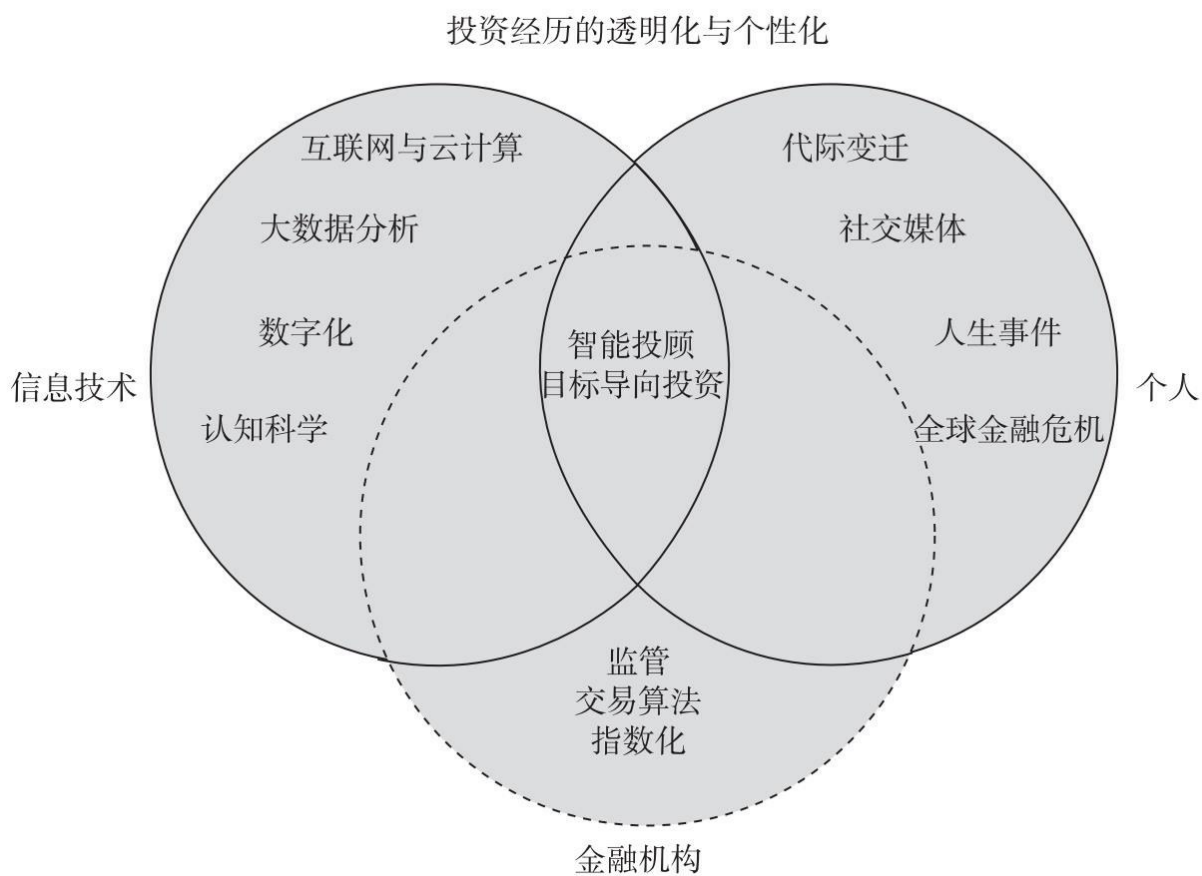 投资经历的透明化与个性化
互联网与云计算
代际变迁
大数据分析
社交媒体
数字化
人生事件
智能投顾
目标导向投资
信息技术
个人
认知科学
全球金融危机
监管
交易算法
指数化
金融机构